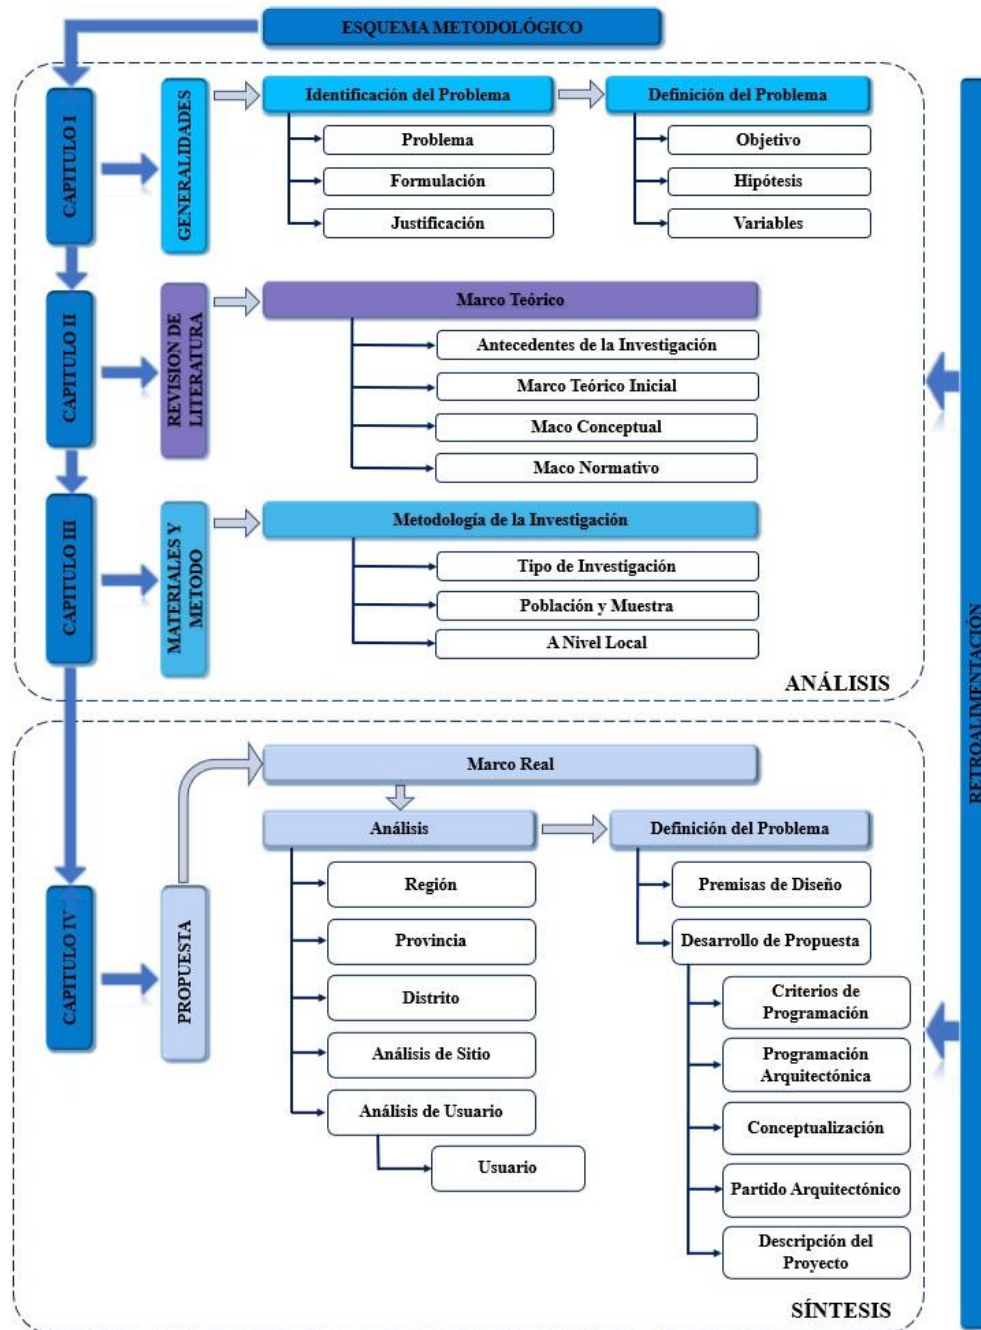 ESQUEMA METODOLÓGICO
CAPITULO I
GENERALIDADES
Identificación del Problema
Problema
Formulación
Justificación
Definición del Problema
Objetivo
Hipótesis
Variables
CAPITULO II
REVISION DE
LITERATURA
Marco Teórico
Antecedentes de la Investigación
Marco Teórico Inicial
Maco Conceptual
Maco Normativo
CAPITULO III
MATERIALES Y
METODO
Metodología de la Investigación
Tipo de Investigación
Población y Muestra
A Nivel Local
ANÁLISIS
RETROALIMENTACIÓN
CAPITULO IV
PROPUESTA
Marco Real
Análisis
Región
Provincia
Distrito
Análisis de Sitio
Análisis de Usuario
Usuario
Definición del Problema
Premisas de Diseño
Desarrollo de Propuesta
Criterios de
Programación
Programación
Arquitectónica
Conceptualización
Partido Arquitectónico
Descripción del
Proyecto
SÍNTESIS